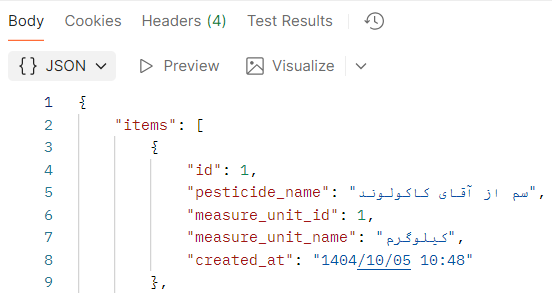 Body Cookies Headers (4) Test Results
{} JSON Preview Visualize
1 {
2 "items": [
3 {
4 "id": 1,
5 "pesticide_name": "سم از آقای کاکولوند",
6 "measure_unit_id": 1,
7 "measure_unit_name": "کیلوگرم",
8 "created_at": "1404/10/05 10:48"
9 },